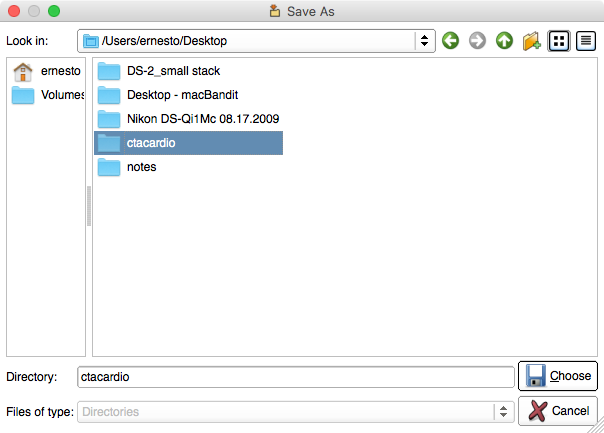 Save As
Look in: /Users/ernesto/Desktop
ernesto
Volumes
DS-2_small stack
Desktop - macBandit
Nikon DS-Qi1Mc 08.17.2009
ctacardio
notes
Directory: ctacardio Choose
Files of type: Directories Cancel